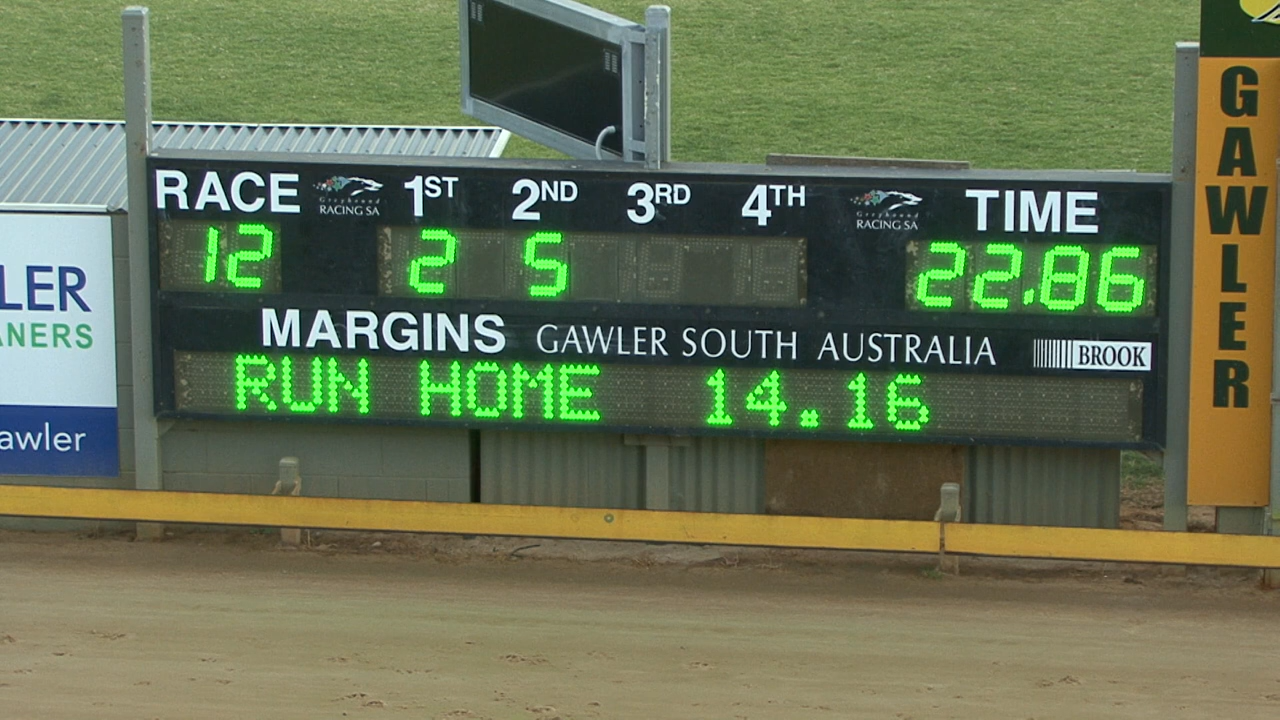 RACE 1ST 2ND 3RD 4TH TIME
Greyhound RACING SA
Greyhound RACING SA
12 2 5 22.86
MARGINS GAWLER SOUTH AUSTRALIA BROOK
RUN HOME 14.16
LER
ANERS
awler
GAWLER